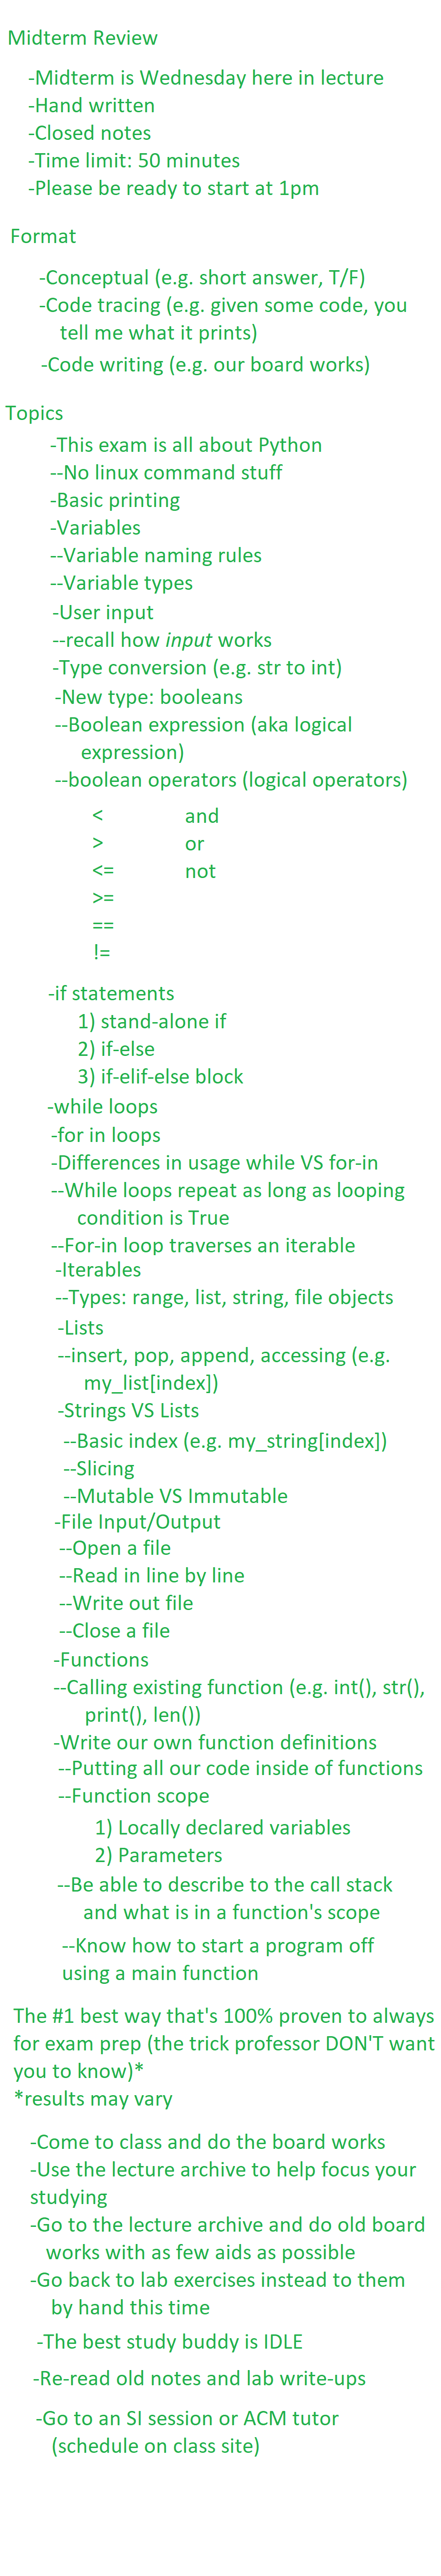 Midterm Review
-Midterm is Wednesday here in lecture
-Hand written
-Closed notes
-Time limit: 50 minutes
-Please be ready to start at 1pm
Format
-Conceptual (e.g. short answer, T/F)
-Code tracing (e.g. given some code, you
tell me what it prints)
-Code writing (e.g. our board works)
Topics
-This exam is all about Python
--No linux command stuff
-Basic printing
-Variables
--Variable naming rules
--Variable types
-User input
--recall how input works
-Type conversion (e.g. str to int)
-New type: booleans
--Boolean expression (aka logical
expression)
--boolean operators (logical operators)
< and
> or
<= not
>=
==
!=
-if statements
1) stand-alone if
2) if-else
3) if-elif-else block
-while loops
-for in loops
-Differences in usage while VS for-in
--While loops repeat as long as looping
condition is True
--For-in loop traverses an iterable
-Iterables
--Types: range, list, string, file objects
-Lists
--insert, pop, append, accessing (e.g.
my_list[index])
-Strings VS Lists
--Basic index (e.g. my_string[index])
--Slicing
--Mutable VS Immutable
-File Input/Output
--Open a file
--Read in line by line
--Write out file
--Close a file
-Functions
--Calling existing function (e.g. int(), str(),
print(), len())
-Write our own function definitions
--Putting all our code inside of functions
--Function scope
1) Locally declared variables
2) Parameters
--Be able to describe to the call stack
and what is in a function's scope
--Know how to start a program off
using a main function
The #1 best way that's 100% proven to always
for exam prep (the trick professor DON'T want
you to know)*
*results may vary
-Come to class and do the board works
-Use the lecture archive to help focus your
studying
-Go to the lecture archive and do old board
works with as few aids as possible
-Go back to lab exercises instead to them
by hand this time
-The best study buddy is IDLE
-Re-read old notes and lab write-ups
-Go to an SI session or ACM tutor
(schedule on class site)